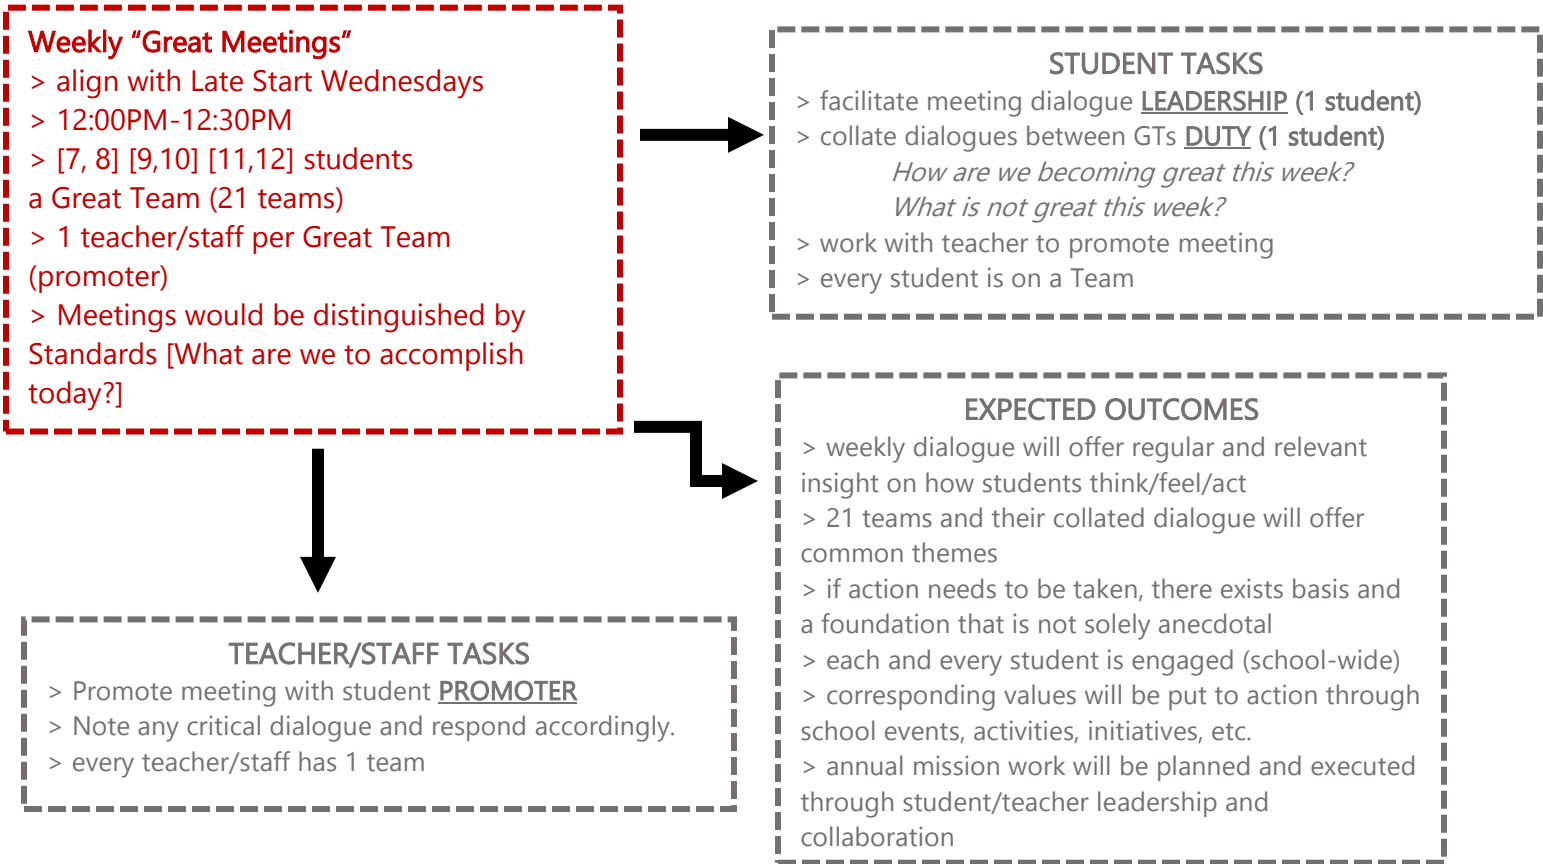 Weekly “Great Meetings”
> align with Late Start Wednesdays
> 12:00PM-12:30PM
> [7, 8] [9,10] [11,12] students
a Great Team (21 teams)
> 1 teacher/staff per Great Team
(promoter)
> Meetings would be distinguished by
Standards [What are we to accomplish
today?]
STUDENT TASKS
> facilitate meeting dialogue LEADERSHIP (1 student)
> collate dialogues between GTs DUTY (1 student)
How are we becoming great this week?
What is not great this week?
> work with teacher to promote meeting
> every student is on a Team
EXPECTED OUTCOMES
> weekly dialogue will offer regular and relevant
insight on how students think/feel/act
> 21 teams and their collated dialogue will offer
common themes
> if action needs to be taken, there exists basis and
a foundation that is not solely anecdotal
> each and every student is engaged (school-wide)
> corresponding values will be put to action through
school events, activities, initiatives, etc.
> annual mission work will be planned and executed
through student/teacher leadership and
collaboration
TEACHER/STAFF TASKS
> Promote meeting with student PROMOTER
> Note any critical dialogue and respond accordingly.
> every teacher/staff has 1 team